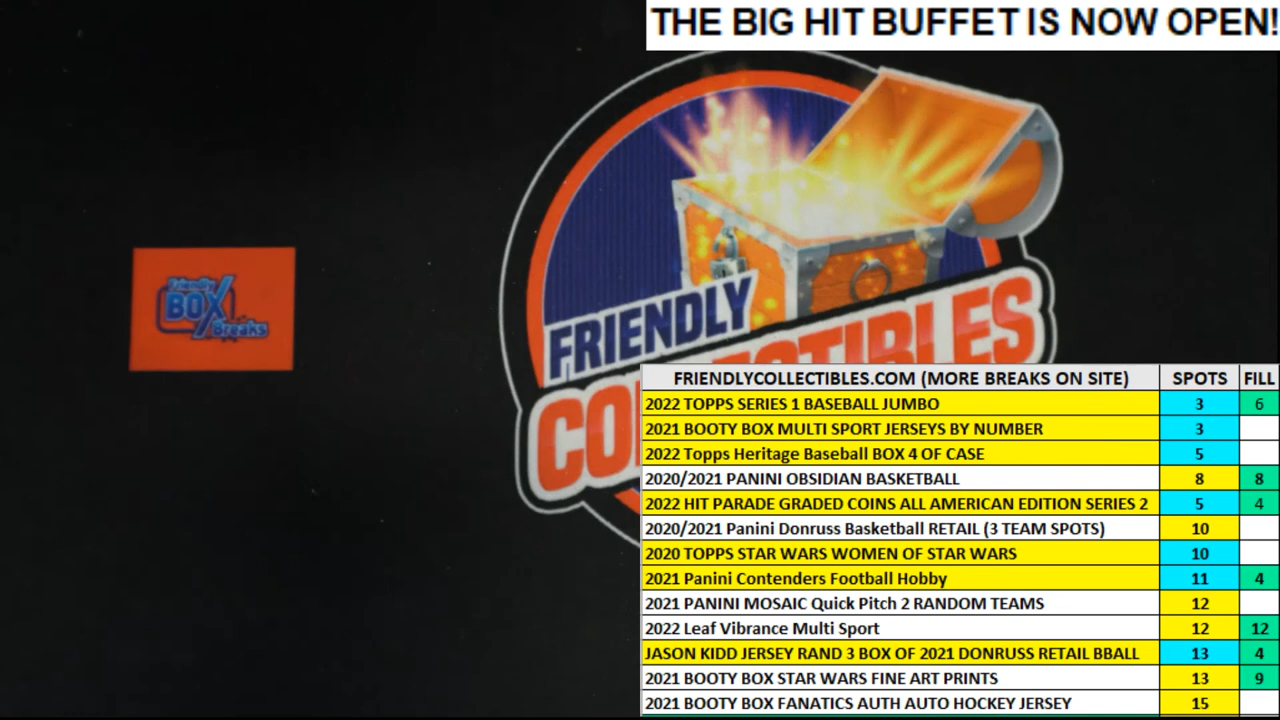 THE BIG HIT BUFFET IS NOW OPEN!
Friendly
BOX
Breaks
FRIENDLY
FRIENDLYCOLLECTIBLES.COM (MORE BREAKS ON SITE) SPOTS FILL
2022 TOPPS SERIES 1 BASEBALL JUMBO 3 6
2021 BOOTY BOX MULTI SPORT JERSEYS BY NUMBER 3
2022 Topps Heritage Baseball BOX 4 OF CASE 5
2020/2021 PANINI OBSIDIAN BASKETBALL 8 8
2022 HIT PARADE GRADED COINS ALL AMERICAN EDITION SERIES 2 5 4
2020/2021 Panini Donruss Basketball RETAIL (3 TEAM SPOTS) 10
2020 TOPPS STAR WARS WOMEN OF STAR WARS 10
2021 Panini Contenders Football Hobby 11 4
2021 PANINI MOSAIC Quick Pitch 2 RANDOM TEAMS 12
2022 Leaf Vibrance Multi Sport 12 12
JASON KIDD JERSEY RAND 3 BOX OF 2021 DONRUSS RETAIL BBALL 13 4
2021 BOOTY BOX STAR WARS FINE ART PRINTS 13 9
2021 BOOTY BOX FANATICS AUTH AUTO HOCKEY JERSEY 15